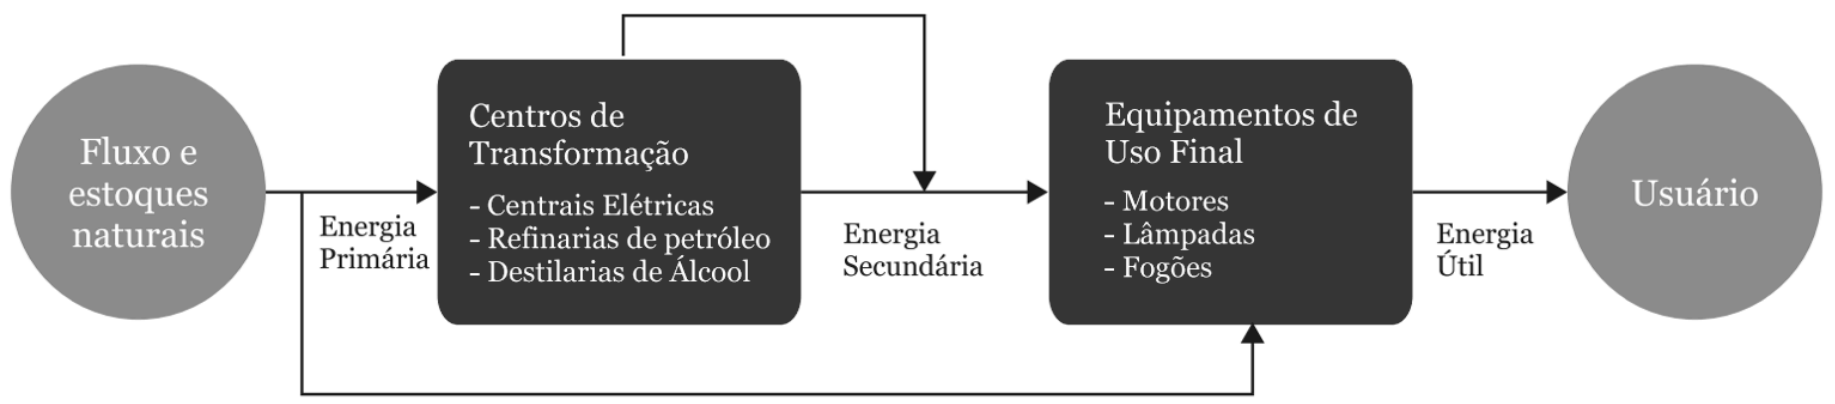 Fluxo e
estoques
naturais
Energia
Primária
Centros de
Transformação
- Centrais Elétricas
- Refinarias de petróleo
- Destilarias de Álcool
Energia
Secundária
Equipamentos de
Uso Final
- Motores
- Lâmpadas
- Fogões
Energia
Útil
Usuário